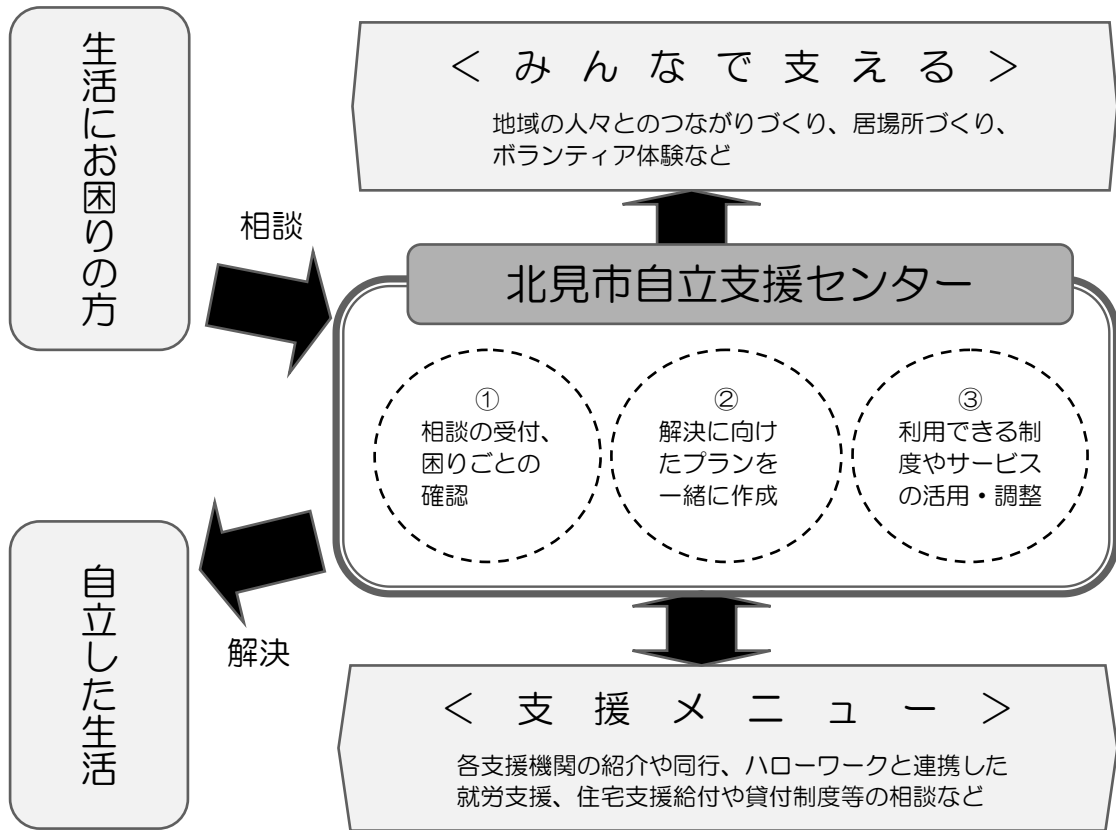 生活にお困りの方
＜みんなで支える＞
地域の人々とのつながりづくり、居場所づくり、
ボランティア体験など
相談
北見市自立支援センター
①
相談の受付、
困りごとの
確認
②
解決に向け
たプランを
一緒に作成
③
利用できる制
度やサービス
の活用・調整
解決
自立した生活
＜支援メニュー＞
各支援機関の紹介や同行、ハローワークと連携した
就労支援、住宅支援給付や貸付制度等の相談など